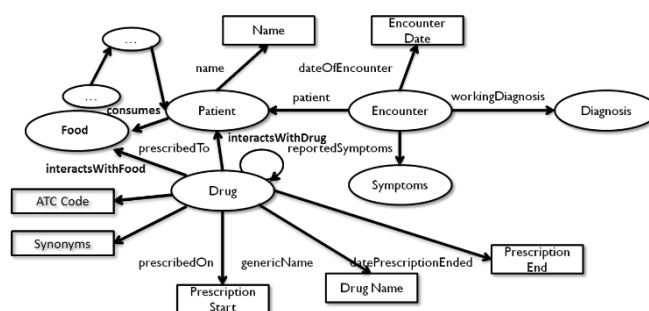 ...
Name
Encounter
Date
name
dateOfEncounter
...
consumes
Patient
patient
Encounter
workingDiagnosis
Diagnosis
Food
prescribedTo
interactsWithDrug
reportedSymptoms
interactsWithFood
Drug
Symptoms
ATC Code
Synonyms
prescribedOn
genericName
datePrescriptionEnded
Prescription
End
Prescription
Start
Drug Name